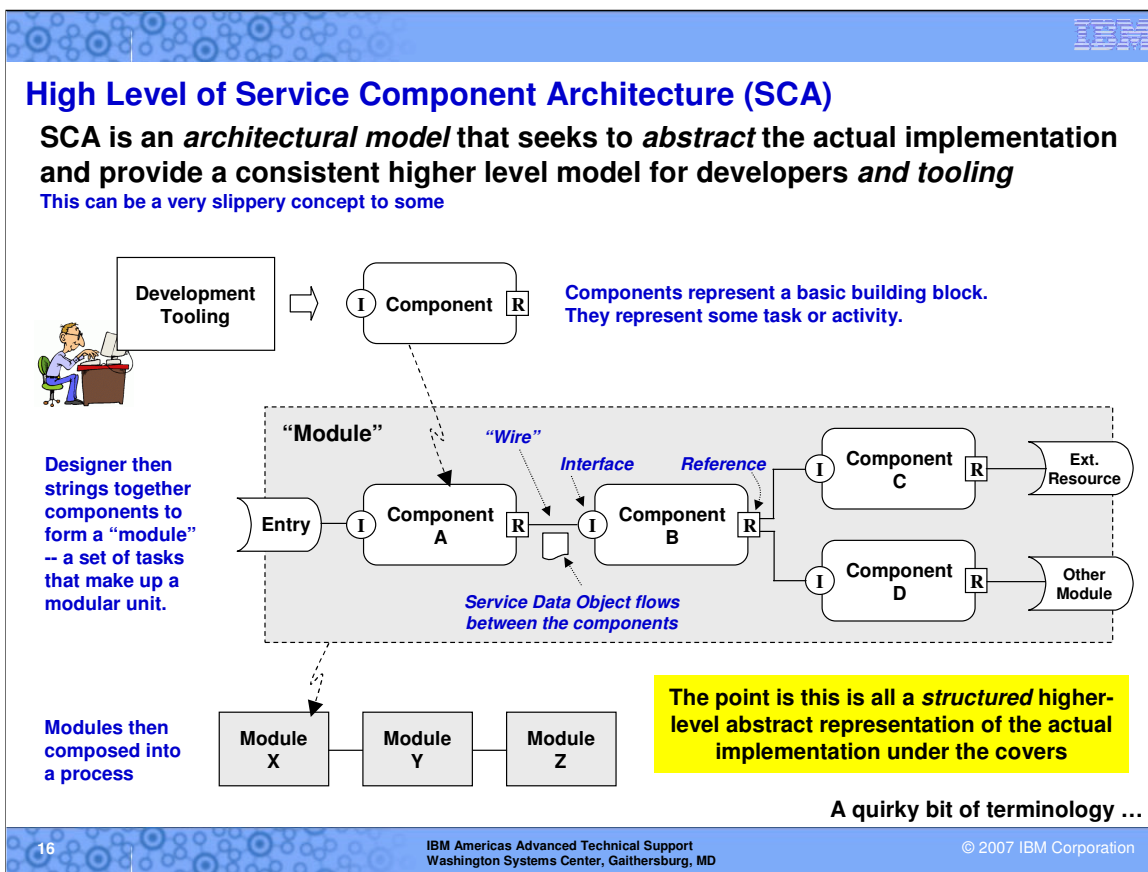 IBM
High Level of Service Component Architecture (SCA)
SCA is an architectural model that seeks to abstract the actual implementation
and provide a consistent higher level model for developers and tooling
This can be a very slippery concept to some
Development
Tooling
I
Component
R
Components represent a basic building block.
They represent some task or activity.
Designer then
strings together
components to
form a “module”
-- a set of tasks
that make up a
modular unit.
“Module”
“Wire”
Interface
Reference
Entry
I
Component
A
R
I
Component
B
R
I
Component
C
R
Ext.
Resource
I
Component
D
R
Other
Module
Service Data Object flows
between the components
Modules then
composed into
a process
Module
X
Module
Y
Module
Z
The point is this is all a structured higher-
level abstract representation of the actual
implementation under the covers
A quirky bit of terminology …
16
IBM Americas Advanced Technical Support
Washington Systems Center, Gaithersburg, MD
© 2007 IBM Corporation